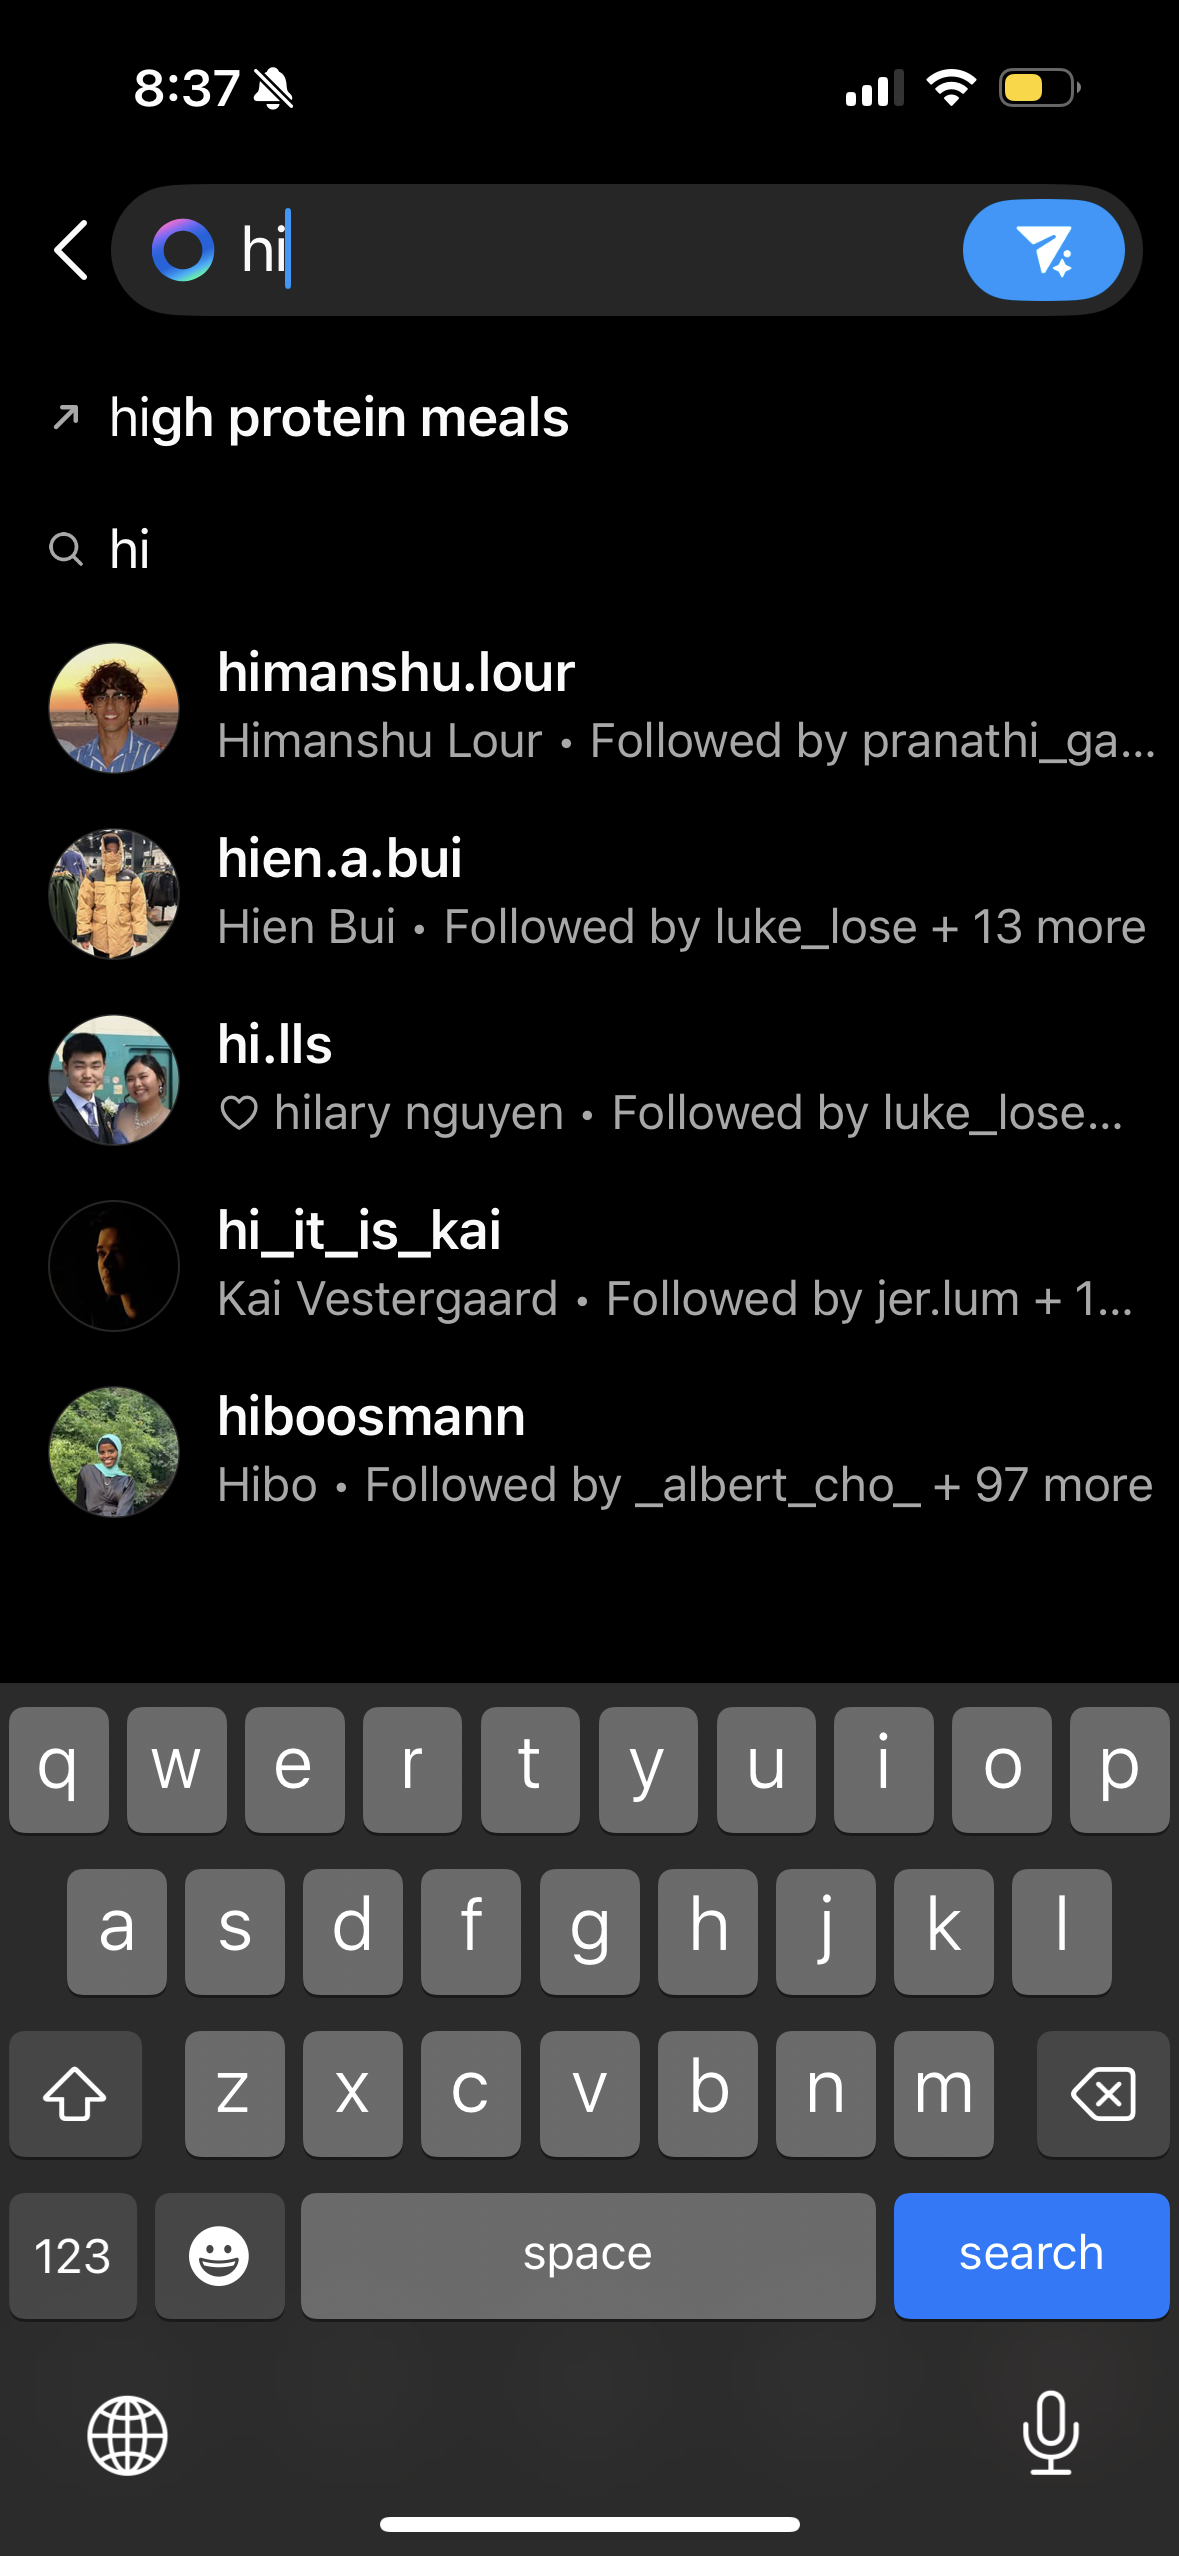 8:37
hi
high protein meals
hi
himanshu.lour
Himanshu Lour • Followed by pranathi_ga...
hien.a.bui
Hien Bui • Followed by luke_lose + 13 more
hi.lls
♡ hilary nguyen • Followed by luke_lose...
hi_it_is_kai
Kai Vestergaard • Followed by jer.lum + 1...
hiboosmann
Hibo • Followed by _albert_cho_ + 97 more
q w e r t y u i o p
a s d f g h j k l
z x c v b n m
123 space search